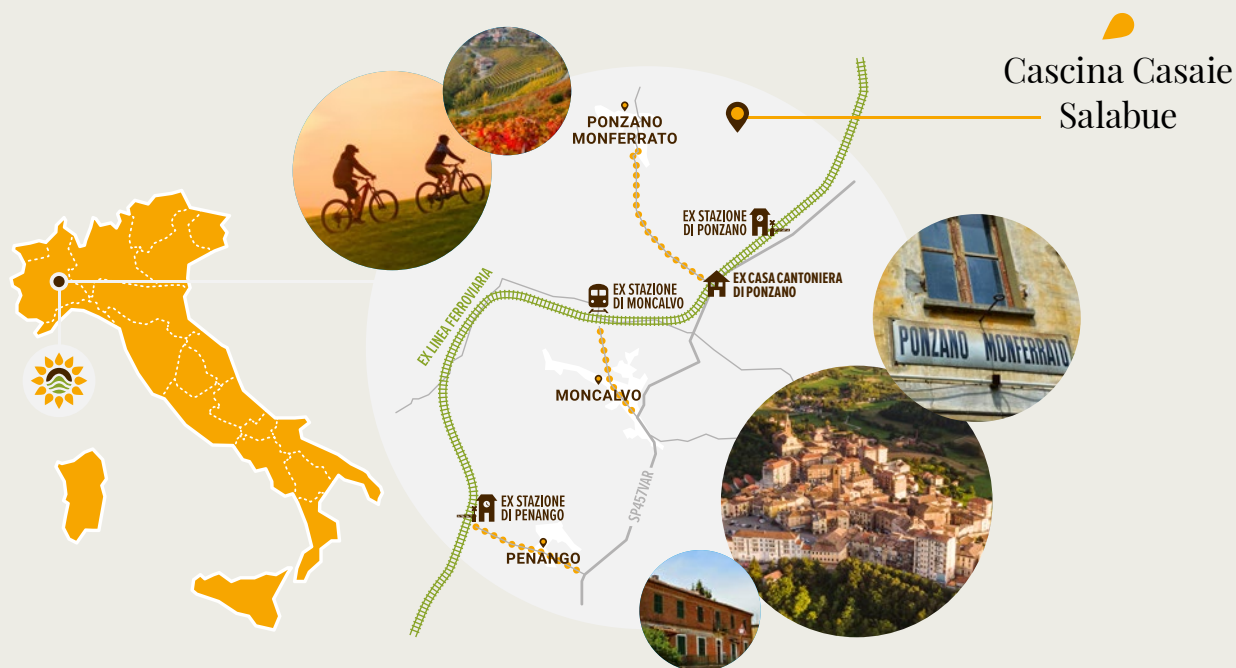 Cascina Casaie
Salabue
PONZANO
MONFERRATO
EX STAZIONE
DI PONZANO
EX CASA CANTONIERA
DI PONZANO
EX STAZIONE
DI MONCALVO
EX LINEA FERROVIARIA
PONZANO MONFERRATO
MONCALVO
SP457VAR
EX STAZIONE
DI PENANGO
PENANGO